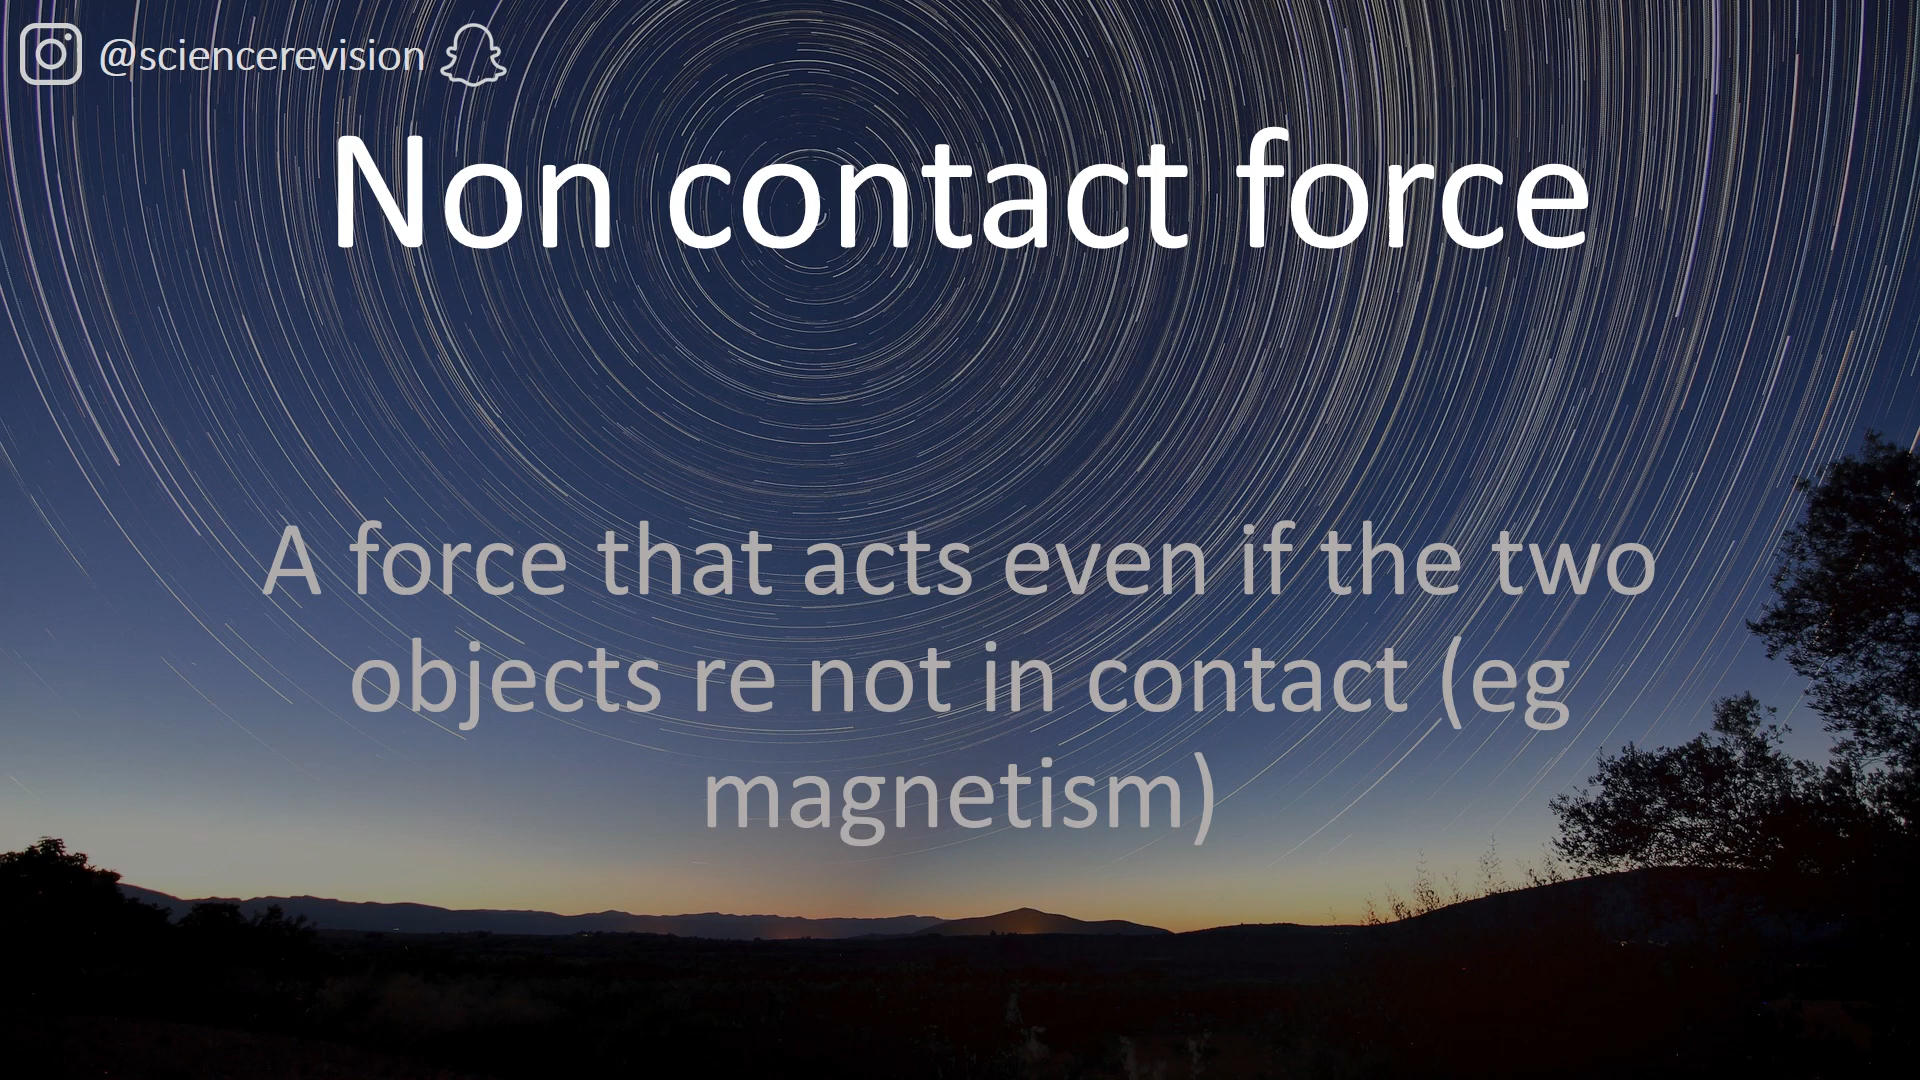 @sciencerevision
Non contact force
A force that acts even if the two
objects re not in contact (eg
magnetism)